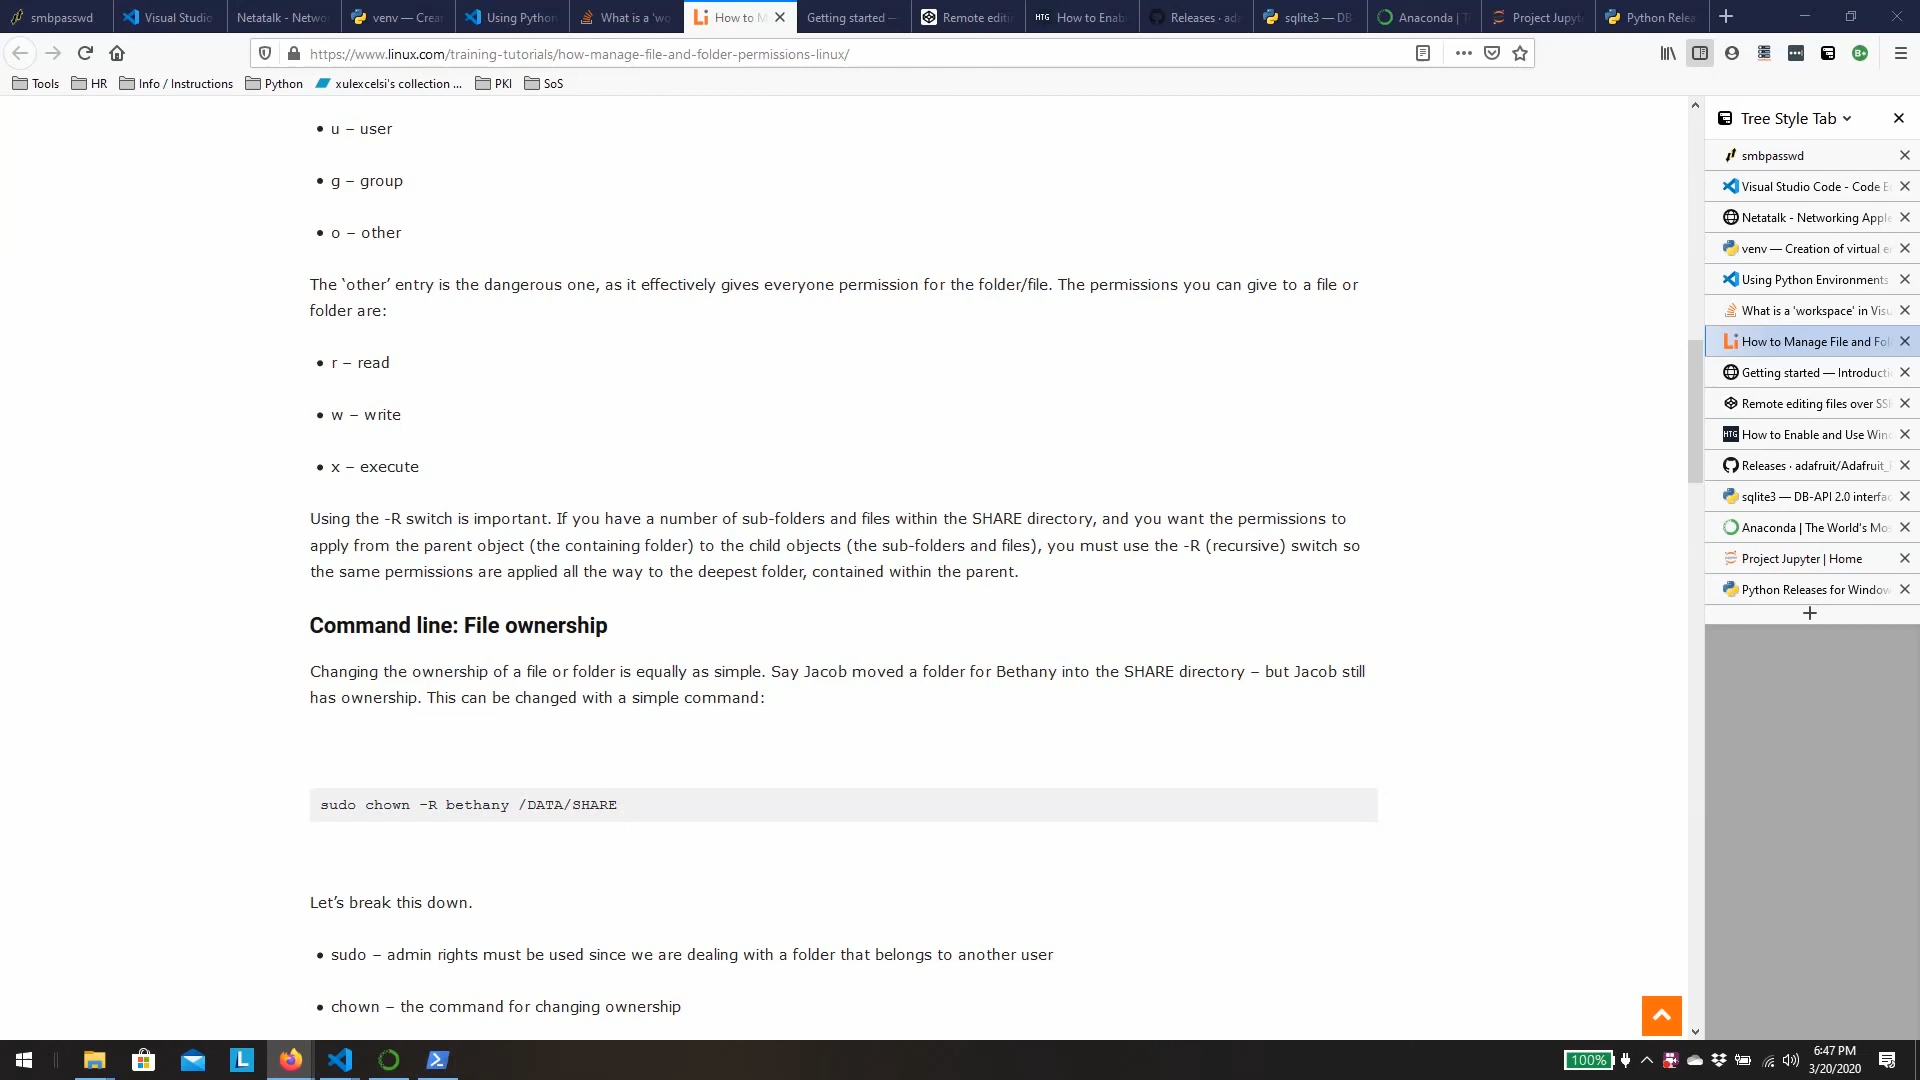 smbpasswd
Visual Studio
Netatalk - Netwo
venv — Crea
Using Python
What is a 'wo
How to M
Getting started —
Remote editi
HTG How to Enab
Releases · ada
sqlite3 — DB
Anaconda | T
Project Jupyt
Python Relea
https://www.linux.com/training-tutorials/how-manage-file-and-folder-permissions-linux/
Tools
HR
Info / Instructions
Python
xulexcelsi's collection ...
PKI
SoS
• u – user
• g – group
• o – other
The ‘other’ entry is the dangerous one, as it effectively gives everyone permission for the folder/file. The permissions you can give to a file or
folder are:
• r – read
• w – write
• x – execute
Using the -R switch is important. If you have a number of sub-folders and files within the SHARE directory, and you want the permissions to
apply from the parent object (the containing folder) to the child objects (the sub-folders and files), you must use the -R (recursive) switch so
the same permissions are applied all the way to the deepest folder, contained within the parent.
Command line: File ownership
Changing the ownership of a file or folder is equally as simple. Say Jacob moved a folder for Bethany into the SHARE directory – but Jacob still
has ownership. This can be changed with a simple command:
sudo chown -R bethany /DATA/SHARE
Let’s break this down.
• sudo – admin rights must be used since we are dealing with a folder that belongs to another user
• chown – the command for changing ownership
Tree Style Tab
smbpasswd
Visual Studio Code - Code E
Netatalk - Networking Apple
venv — Creation of virtual e
Using Python Environments
What is a 'workspace' in Visu
How to Manage File and Fol
Getting started — Introducti
Remote editing files over SS
HTG How to Enable and Use Win
Releases · adafruit/Adafruit_
sqlite3 — DB-API 2.0 interfac
Anaconda | The World's Mos
Project Jupyter | Home
Python Releases for Window
100%
6:47 PM
3/20/2020